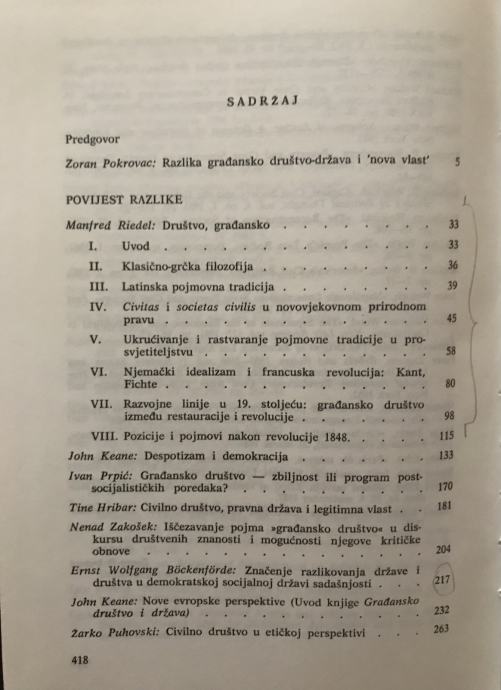 SADRŽAJ
Predgovor
Zoran Pokrovac: Razlika građansko društvo-država i 'nova vlast' 5
POVIJEST RAZLIKE
Manfred Riedel: Društvo, građansko . . . . . . . . 33
I. Uvod . . . . . . . . . . . . . 33
II. Klasično-grčka filozofija . . . . . . . . 36
III. Latinska pojmovna tradicija . . . . . . . 39
IV. Civitas i societas civilis u novovjekovnom prirodnom
pravu . . . . . . . . . . . . . 45
V. Ukrućivanje i rastvaranje pojmovne tradicije u pro-
svjetiteljstvu . . . . . . . . . . . 58
VI. Njemački idealizam i francuska revolucija: Kant,
Fichte . . . . . . . . . . . . . 80
VII. Razvojne linije u 19. stoljeću: građansko društvo
između restauracije i revolucije . . . . . . 98
VIII. Pozicije i pojmovi nakon revolucije 1848. . . . . 115
John Keane: Despotizam i demokracija . . . . . . . 133
Ivan Prpić: Građansko društvo — zbiljnost ili program post-
socijalističkih poredaka? . . . . . . . . . 170
Tine Hribar: Civilno društvo, pravna država i legitimna vlast . . 181
Nenad Zakošek: Iščezavanje pojma »građansko društvo« u dis-
kursu društvenih znanosti i mogućnosti njegove kritičke
obnove . . . . . . . . . . . . . 204
Ernst Wolfgang Böckenförde: Značenje razlikovanja države i
društva u demokratskoj socijalnoj državi sadašnjosti . . . 217
John Keane: Nove evropske perspektive (Uvod knjige Građansko
društvo i država) . . . . . . . . . . . 232
Žarko Puhovski: Civilno društvo u etičkoj perspektivi . . . 263
418